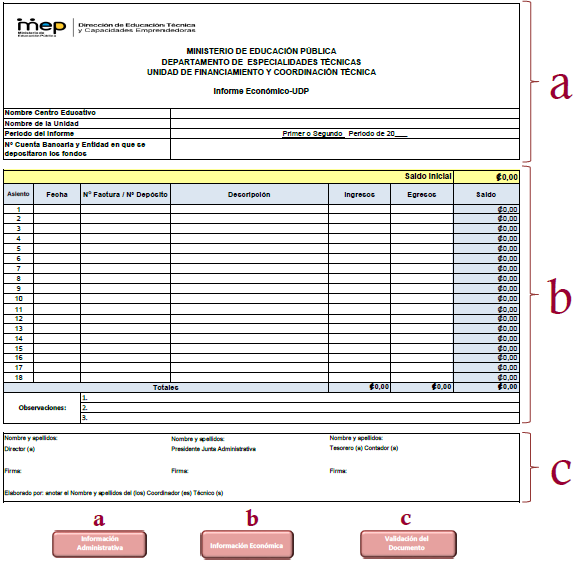 mep
Ministerio de
Educación Pública
Dirección de Educación Técnica
y Capacidades Emprendedoras
MINISTERIO DE EDUCACIÓN PÚBLICA
DEPARTAMENTO DE ESPECIALIDADES TÉCNICAS
UNIDAD DE FINANCIAMIENTO Y COORDINACIÓN TÉCNICA
Informe Económico-UDP
a
Nombre Centro Educativo
Nombre de la Unidad
Periodo del Informe Primer o Segundo Periodo de 20___
Nº Cuenta Bancaria y Entidad en que se
depositaron los fondos
Saldo Inicial ₡0,00
Asiento Fecha Nº Factura / Nº Depósito Descripción Ingresos Egresos Saldo
1 ₡0,00
2 ₡0,00
3 ₡0,00
4 ₡0,00
5 ₡0,00
6 ₡0,00
7 ₡0,00
8 ₡0,00
9 ₡0,00
10 ₡0,00
b
11 ₡0,00
12 ₡0,00
13 ₡0,00
14 ₡0,00
15 ₡0,00
16 ₡0,00
17 ₡0,00
18 ₡0,00
Totales ₡0,00 ₡0,00 ₡0,00
Observaciones:
1.
2.
3.
Nombre y apellidos: Nombre y apellidos: Nombre y apellidos:
Director (a) Presidente Junta Administrativa Tesorero (a) Contador (a)
c
Firma: Firma: Firma:
Elaborado por: anotar el Nombre y apellidos del (los) Coordinador (es) Técnico (s)
a b c
Información
Administrativa
Información Económica
Validación del
Documento